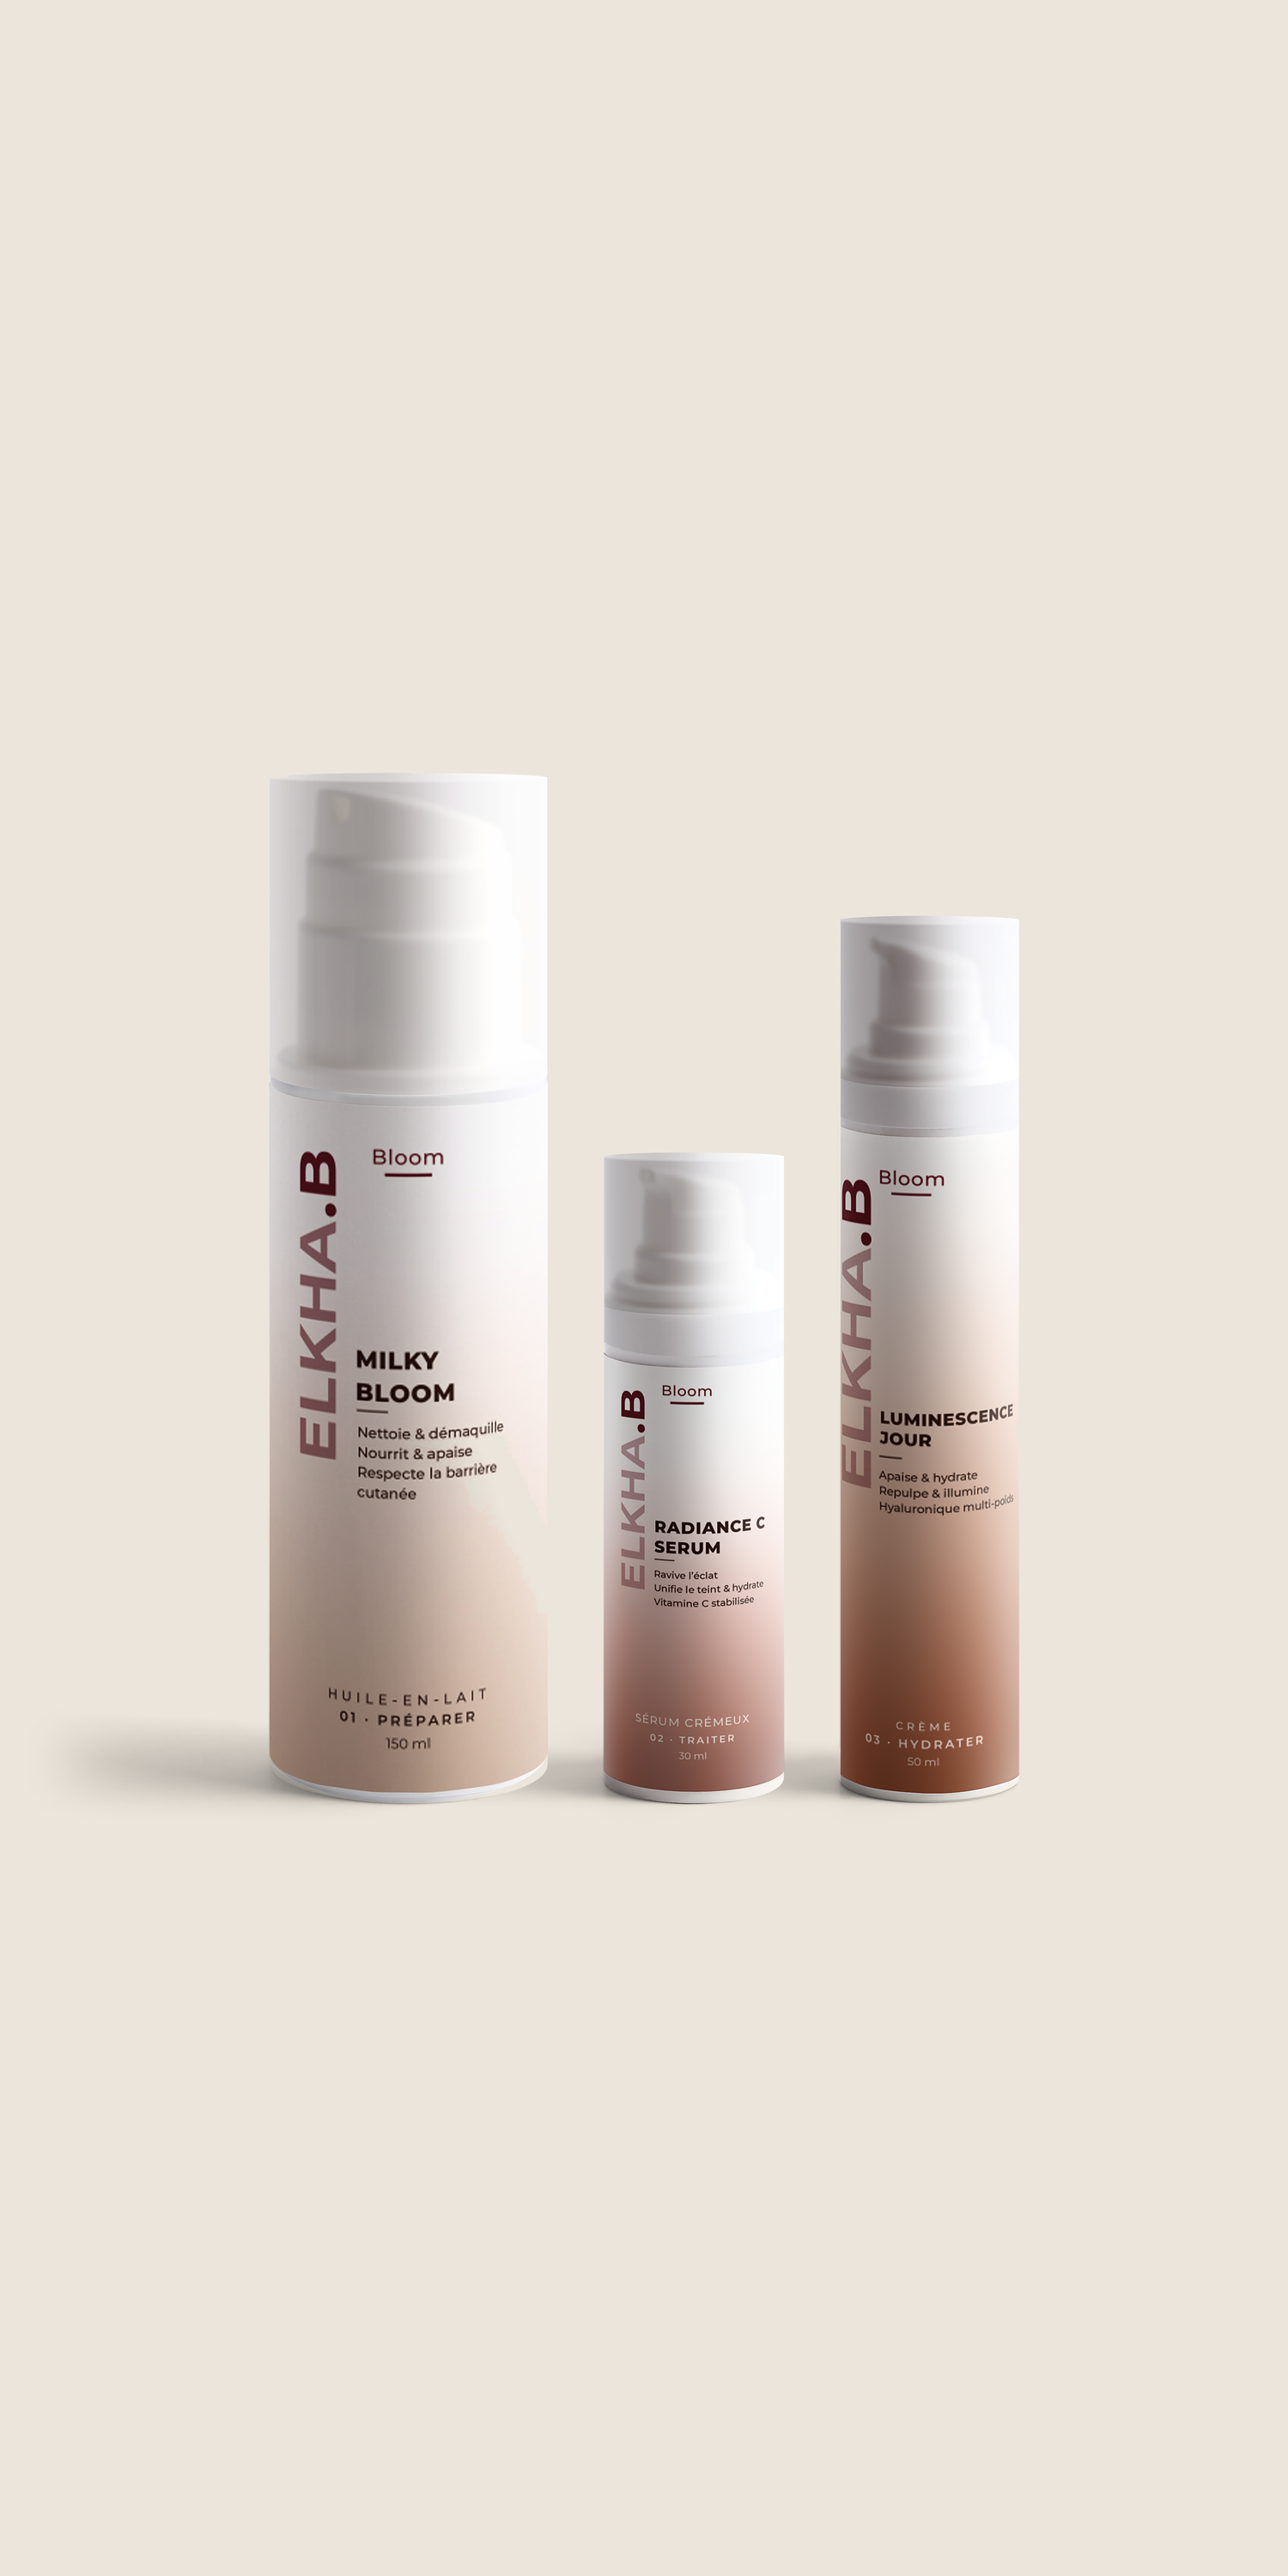 ELKHA.B
Bloom
MILKY
BLOOM
Nettoie & démaquille
Nourrit & apaise
Respecte la barrière
cutanée
HUILE-EN-LAIT
01 · PRÉPARER
150 ml
ELKHA.B
Bloom
RADIANCE C
SERUM
Ravive l'éclat
Unifie le teint & hydrate
Vitamine C stabilisée
SÉRUM CRÉMEUX
02 · TRAITER
30 ml
ELKHA.B
Bloom
LUMINESCENCE
JOUR
Apaise & hydrate
Repulpe & illumine
Hyaluronique multi-poids
CRÈME
03 · HYDRATER
50 ml